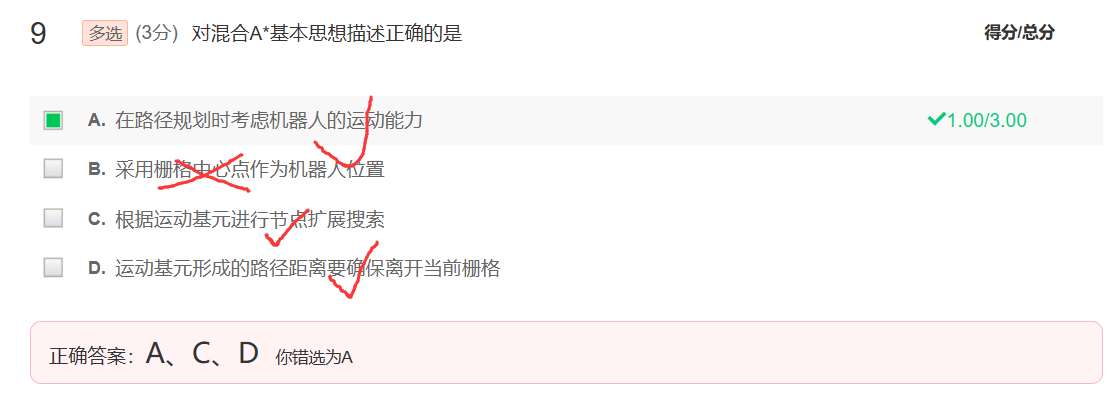 9 多选 (3分) 对混合A*基本思想描述正确的是 得分/总分
A. 在路径规划时考虑机器人的运动能力 1.00/3.00
B. 采用栅格中心点作为机器人位置
C. 根据运动基元进行节点扩展搜索
D. 运动基元形成的路径距离要确保离开当前栅格
正确答案：A、C、D 你错选为A